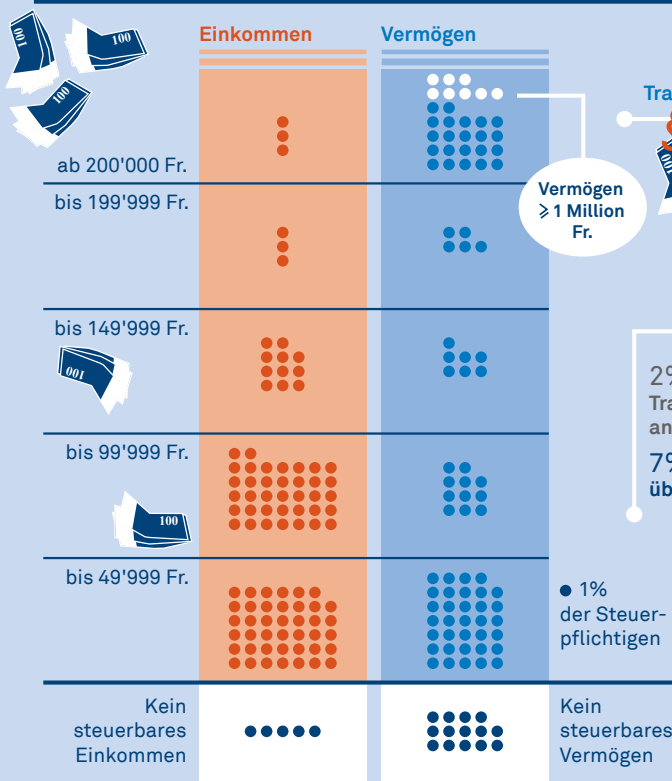 Einkommen
Vermögen
100
100
100
ab 200'000 Fr.
Vermögen
⩾ 1 Million
Fr.
Tra
100
bis 199'999 Fr.
bis 149'999 Fr.
100
2%
Tra
an
7%
üb
bis 99'999 Fr.
100
bis 49'999 Fr.
1%
der Steuer-
pflichtigen
Kein
steuerbares
Einkommen
Kein
steuerbares
Vermögen